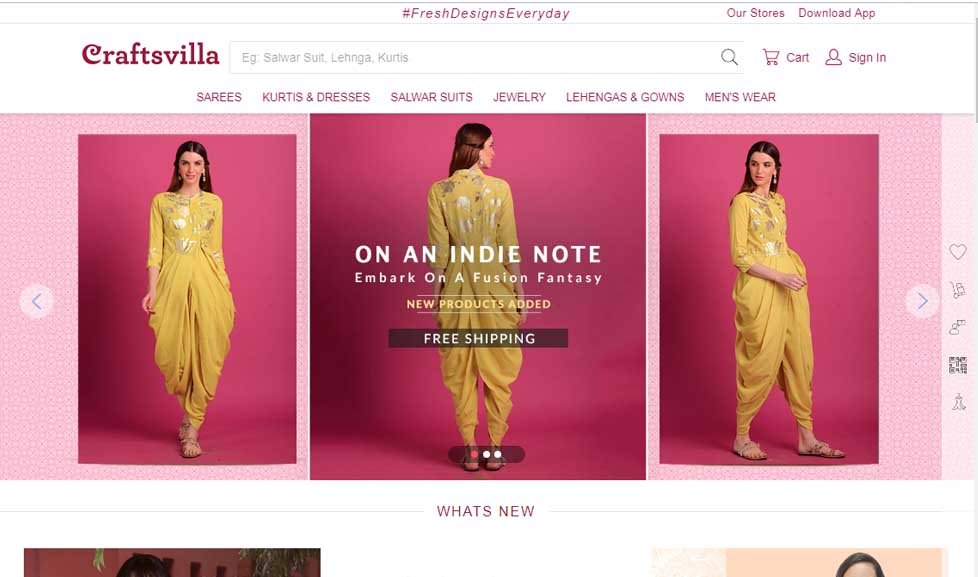 #FreshDesignsEveryday
Our Stores Download App
Craftsvilla
Eg: Salwar Suit, Lehnga, Kurtis
Cart
Sign In
SAREES KURTIS & DRESSES SALWAR SUITS JEWELRY LEHENGAS & GOWNS MEN'S WEAR
ON AN INDIE NOTE
Embark On A Fusion Fantasy
NEW PRODUCTS ADDED
FREE SHIPPING
WHATS NEW